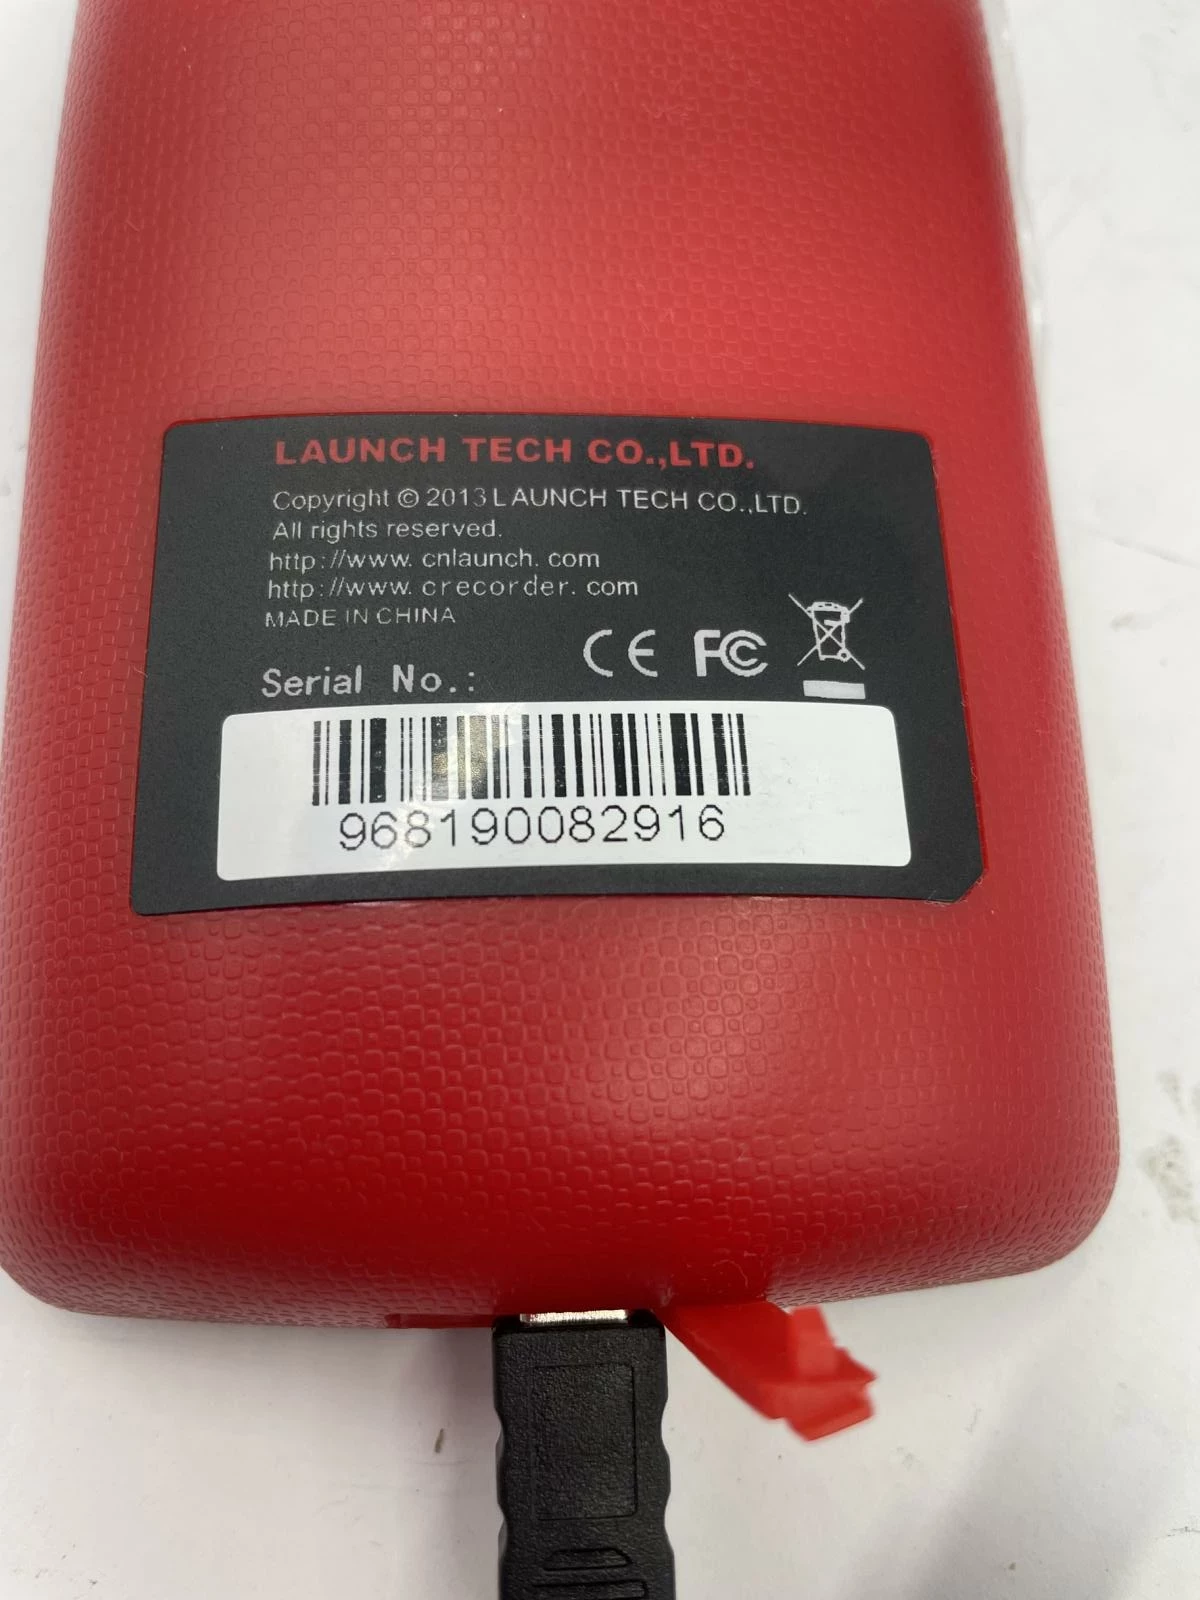 LAUNCH TECH CO.,LTD.
Copyright © 2013 LAUNCH TECH CO.,LTD.
All rights reserved.
http://www.cnlaunch.com
http://www.crecorder.com
MADE IN CHINA
CE FC
Serial No.:
968190082916